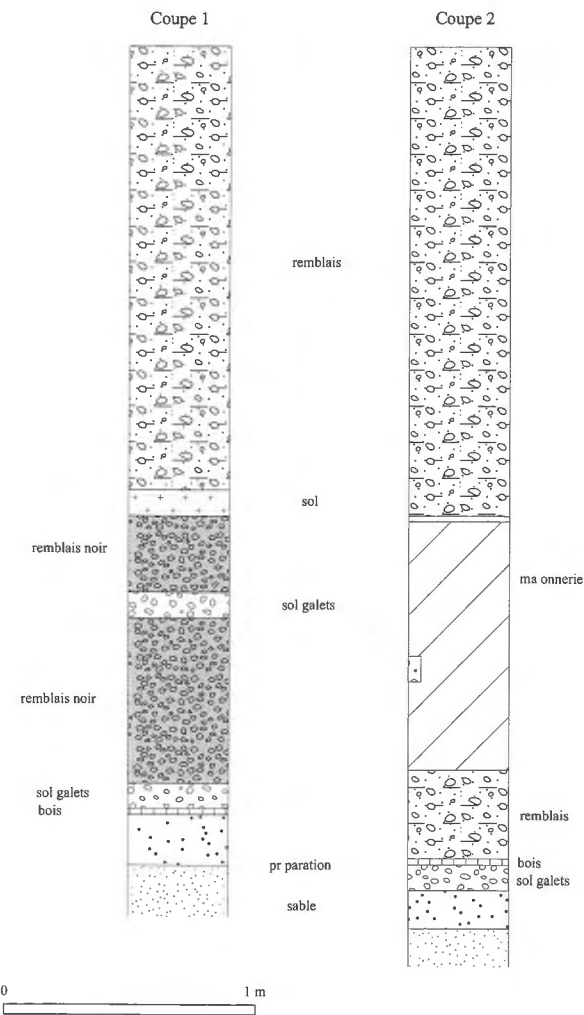 Coupe 1
Coupe 2
remblais
sol
remblais noir
ma onnerie
sol galets
remblais noir
sol galets
bois
remblais
bois
pr paration
sol galets
sable
0
1 m